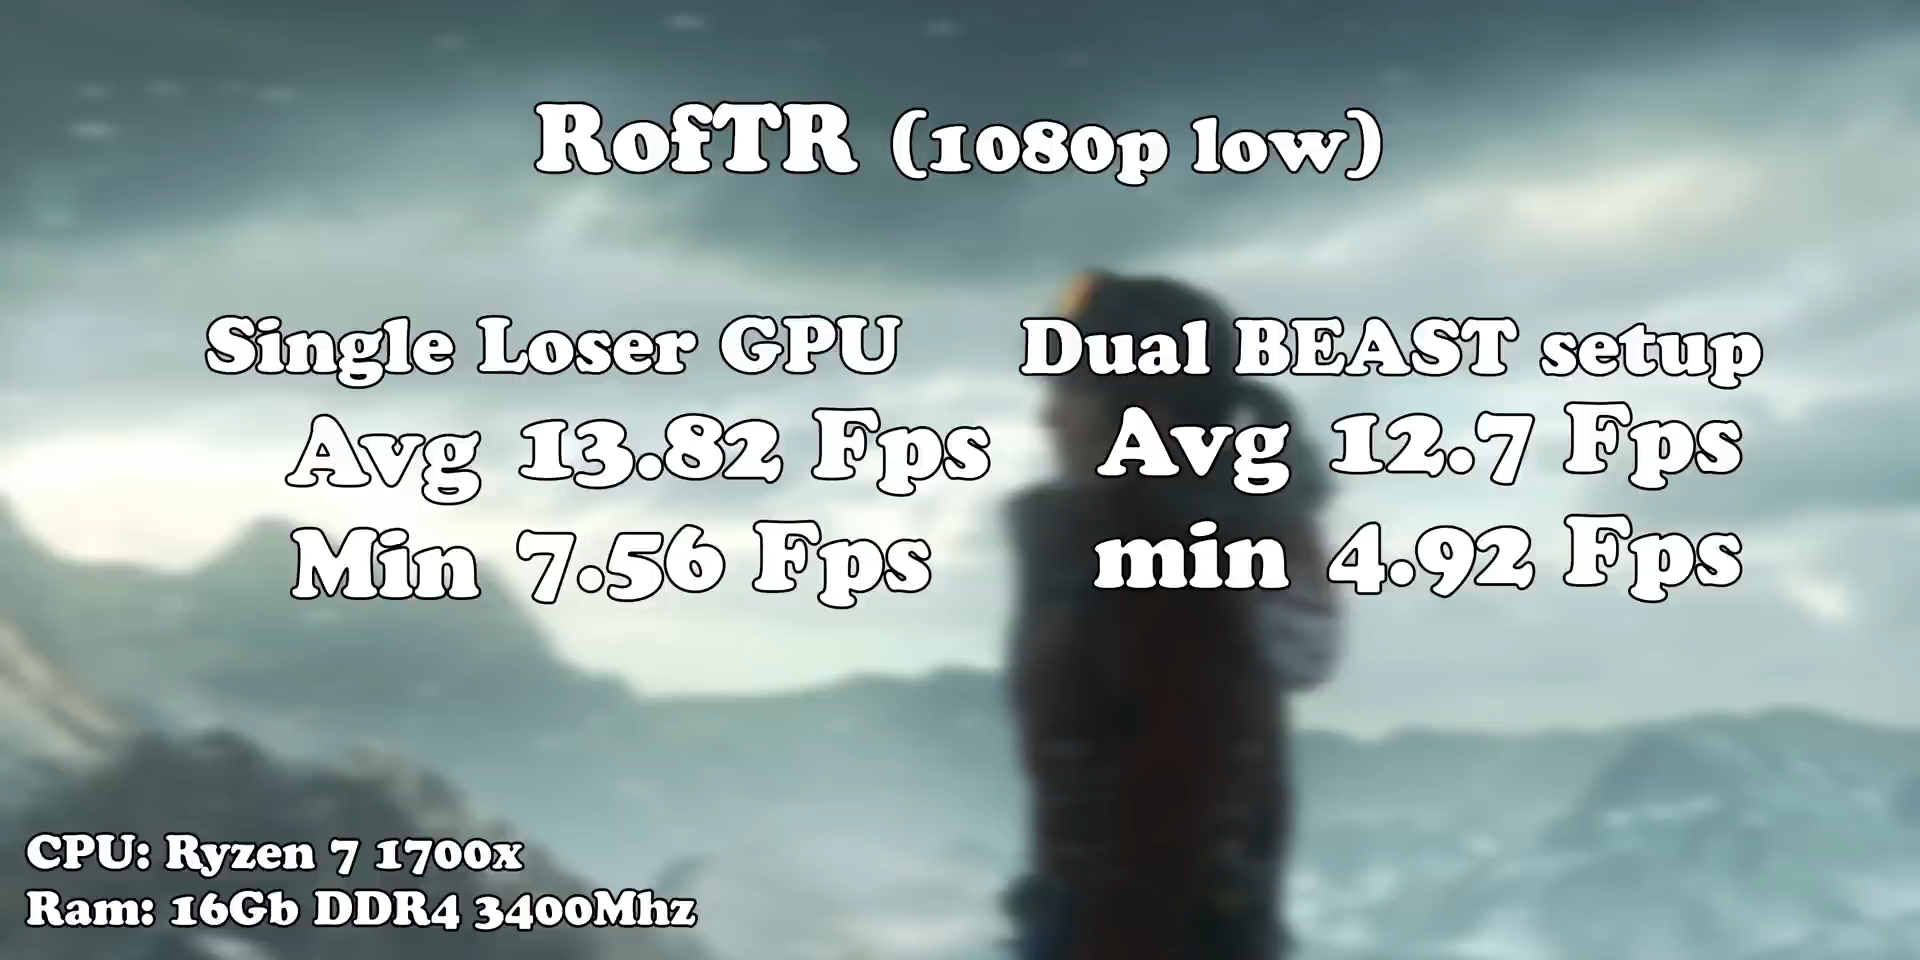 RofTR (1080p low)
Single Loser GPU
Avg 13.82 Fps
Min 7.56 Fps
Dual BEAST setup
Avg 12.7 Fps
min 4.92 Fps
CPU: Ryzen 7 1700x
Ram: 16Gb DDR4 3400Mhz